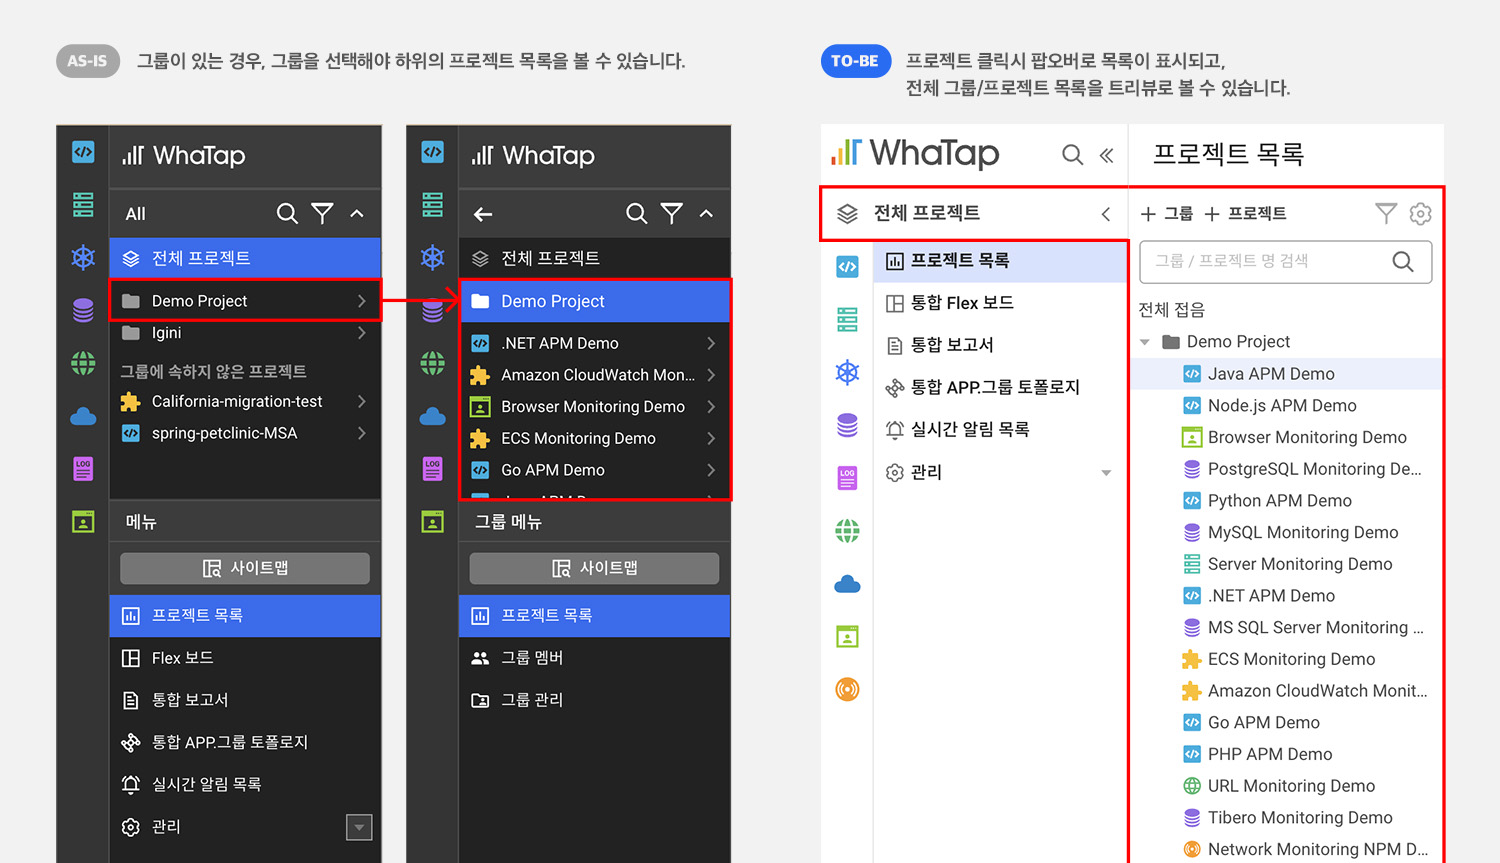 AS-IS
그룹이 있는 경우, 그룹을 선택해야 하위의 프로젝트 목록을 볼 수 있습니다.
WhaTap
All
전체 프로젝트
Demo Project
Igini
그룹에 속하지 않은 프로젝트
California-migration-test
spring-petclinic-MSA
LOG
메뉴
사이트맵
프로젝트 목록
Flex 보드
통합 보고서
통합 APP.그룹 토폴로지
실시간 알림 목록
관리
WhaTap
전체 프로젝트
Demo Project
.NET APM Demo
Amazon CloudWatch Mon...
Browser Monitoring Demo
ECS Monitoring Demo
Go APM Demo
LOG
그룹 메뉴
사이트맵
프로젝트 목록
그룹 멤버
그룹 관리
TO-BE
프로젝트 클릭시 팝오버로 목록이 표시되고,
전체 그룹/프로젝트 목록을 트리뷰로 볼 수 있습니다.
WhaTap
전체 프로젝트
프로젝트 목록
통합 Flex 보드
통합 보고서
통합 APP.그룹 토폴로지
실시간 알림 목록
관리
LOG
프로젝트 목록
+ 그룹 + 프로젝트
그룹 / 프로젝트 명 검색
전체 접음
Demo Project
Java APM Demo
Node.js APM Demo
Browser Monitoring Demo
PostgreSQL Monitoring De...
Python APM Demo
MySQL Monitoring Demo
Server Monitoring Demo
.NET APM Demo
MS SQL Server Monitoring ...
ECS Monitoring Demo
Amazon CloudWatch Monit...
Go APM Demo
PHP APM Demo
URL Monitoring Demo
Tibero Monitoring Demo
Network Monitoring NPM D...